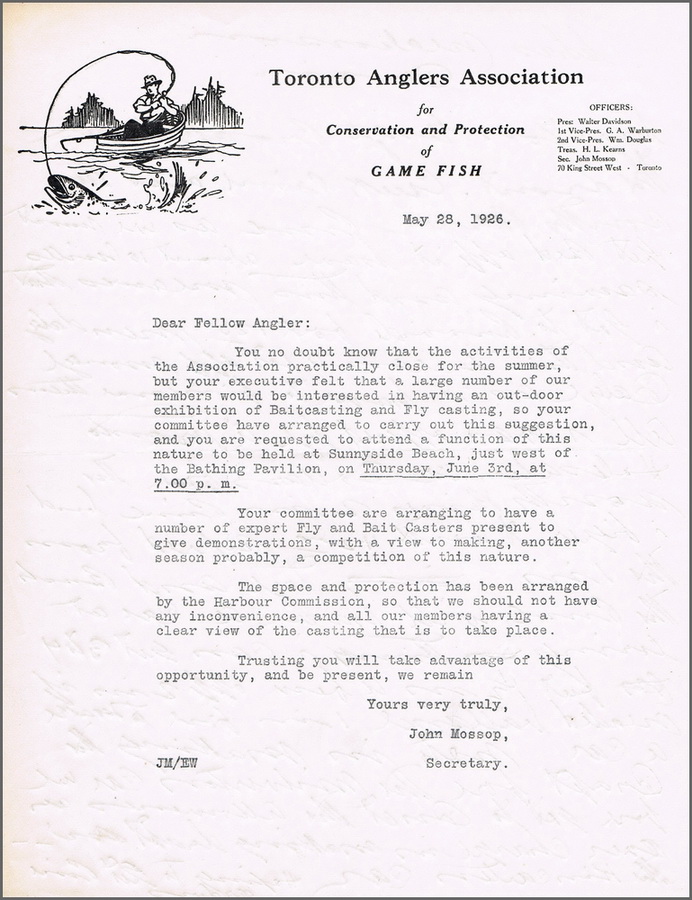 Toronto Anglers Association
for
Conservation and Protection
of
GAME FISH
OFFICERS:
Pres: Walter Davidson
1st Vice-Pres. G. A. Warburton
2nd Vice-Pres. Wm. Douglas
Treas. H. L. Kearns
Sec. John Mossop
70 King Street West - Toronto
May 28, 1926.
Dear Fellow Angler:
You no doubt know that the activities of
the Association practically close for the summer,
but your executive felt that a large number of our
members would be interested in having an out-door
exhibition of Baitcasting and Fly casting, so your
committee have arranged to carry out this suggestion,
and you are requested to attend a function of this
nature to be held at Sunnyside Beach, just west of
the Bathing Pavilion, on Thursday, June 3rd, at
7.00 p. m.
Your committee are arranging to have a
number of expert Fly and Bait Casters present to
give demonstrations, with a view to making, another
season probably, a competition of this nature.
The space and protection has been arranged
by the Harbour Commission, so that we should not have
any inconvenience, and all our members having a
clear view of the casting that is to take place.
Trusting you will take advantage of this
opportunity, and be present, we remain
Yours very truly,
John Mossop,
JM/EW Secretary.